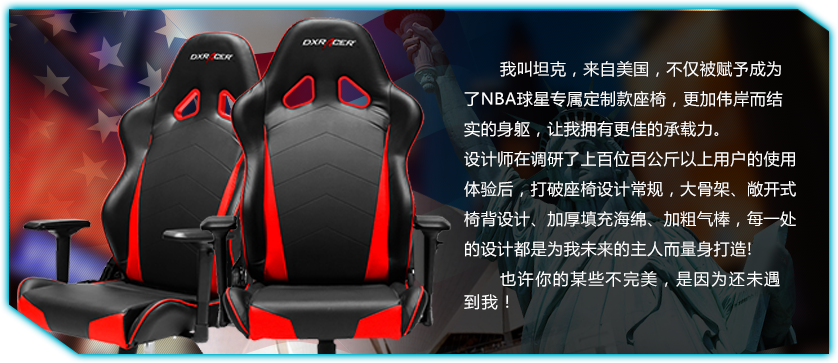 DXRACER
DXRACER
我叫坦克，来自美国，不仅被赋予成为
了NBA球星专属定制款座椅，更加伟岸而结
实的身躯，让我拥有更佳的承载力。
设计师在调研了上百位百公斤以上用户的使用
体验后，打破座椅设计常规，大骨架、敞开式
椅背设计、加厚填充海绵、加粗气棒，每一处
的设计都是为我未来的主人而量身打造!
也许你的某些不完美，是因为还未遇
到我！